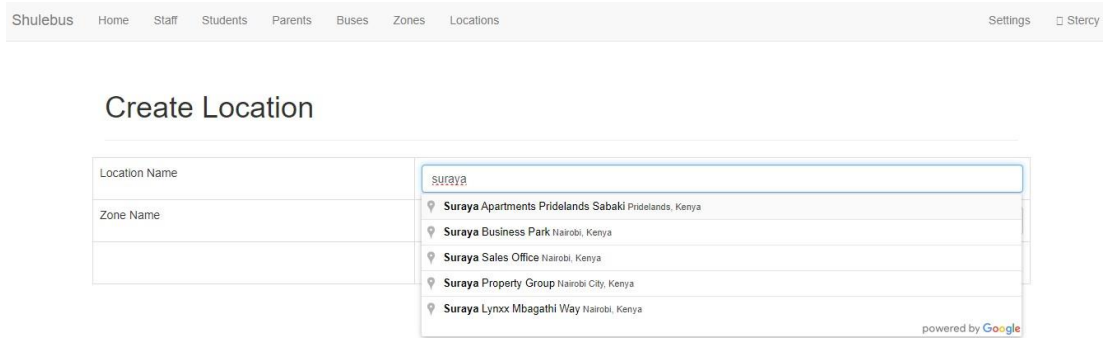 Shulebus Home Staff Students Parents Buses Zones Locations Settings Stercy
Create Location
Location Name
suraya
Suraya Apartments Pridelands Sabaki Pridelands, Kenya
Zone Name
Suraya Business Park Nairobi, Kenya
Suraya Sales Office Nairobi, Kenya
Suraya Property Group Nairobi City, Kenya
Suraya Lynxx Mbagathi Way Nairobi, Kenya
powered by Google